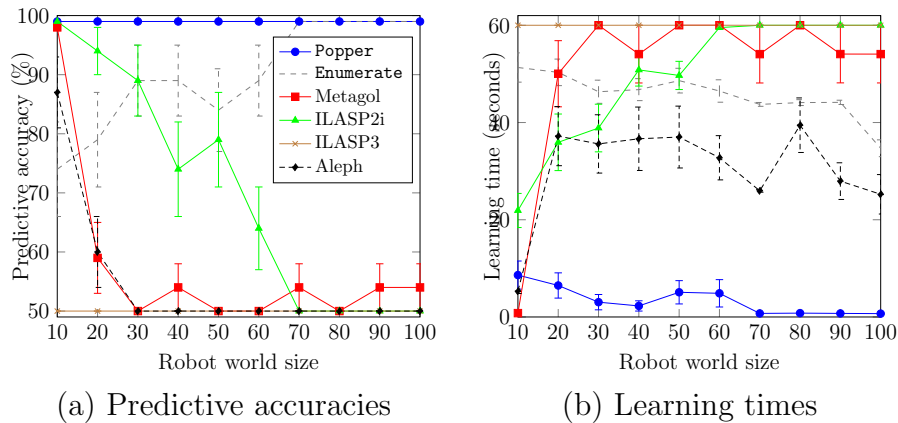 100
90
80
70
60
50
10 20 30 40 50 60 70 80 90 100
Robot world size
Predictive accuracy (%)
Popper
Enumerate
Metagol
ILASP2i
ILASP3
Aleph
(a) Predictive accuracies
60
40
20
0
10 20 30 40 50 60 70 80 90 100
Robot world size
Learning time (seconds)
(b) Learning times